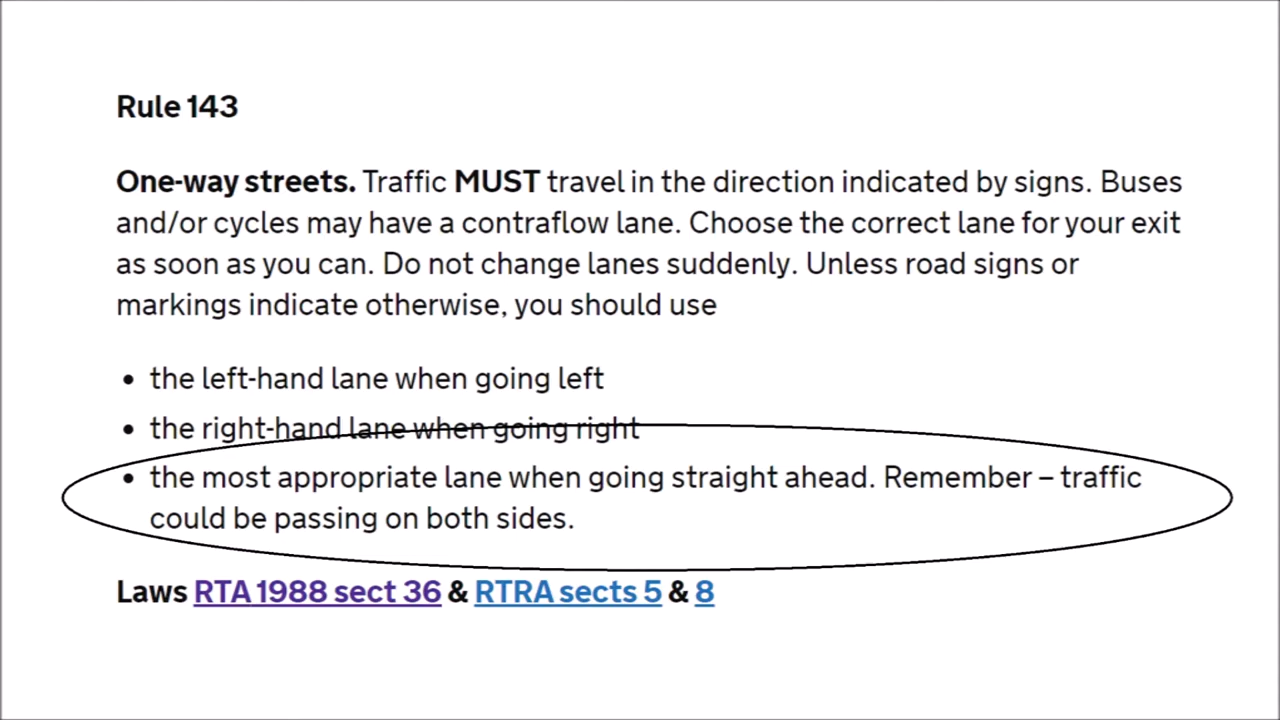 Rule 143
One-way streets. Traffic MUST travel in the direction indicated by signs. Buses
and/or cycles may have a contraflow lane. Choose the correct lane for your exit
as soon as you can. Do not change lanes suddenly. Unless road signs or
markings indicate otherwise, you should use
• the left-hand lane when going left
• the right-hand lane when going right
• the most appropriate lane when going straight ahead. Remember – traffic
could be passing on both sides.
Laws RTA 1988 sect 36 & RTRA sects 5 & 8